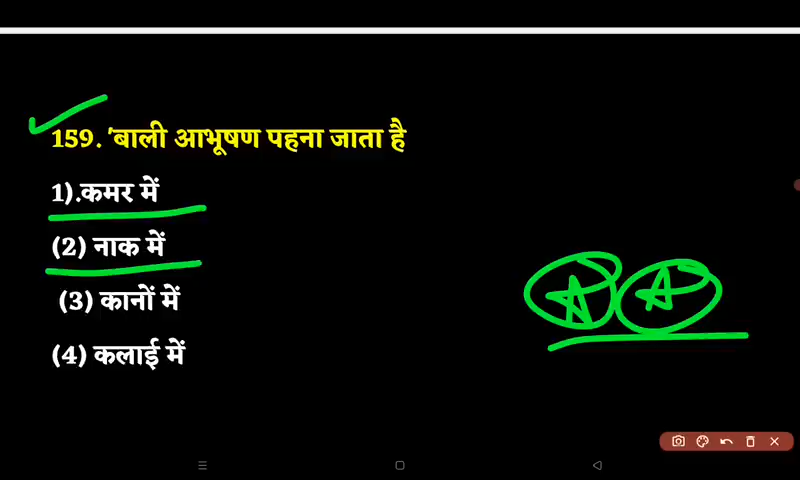 159. 'बाली आभूषण पहना जाता है
1).कमर में
(2) नाक में
(3) कानों में
(4) कलाई में